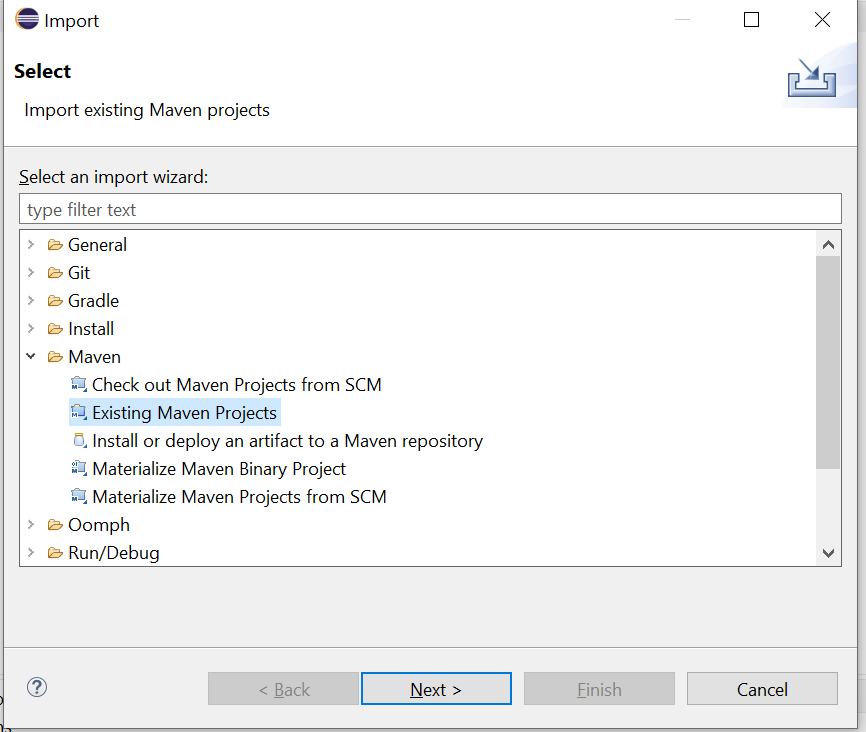 Import
Select
Import existing Maven projects
Select an import wizard:
type filter text
General
Git
Gradle
Install
Maven
Check out Maven Projects from SCM
Existing Maven Projects
Install or deploy an artifact to a Maven repository
Materialize Maven Binary Project
Materialize Maven Projects from SCM
Oomph
Run/Debug
< Back Next > Finish Cancel